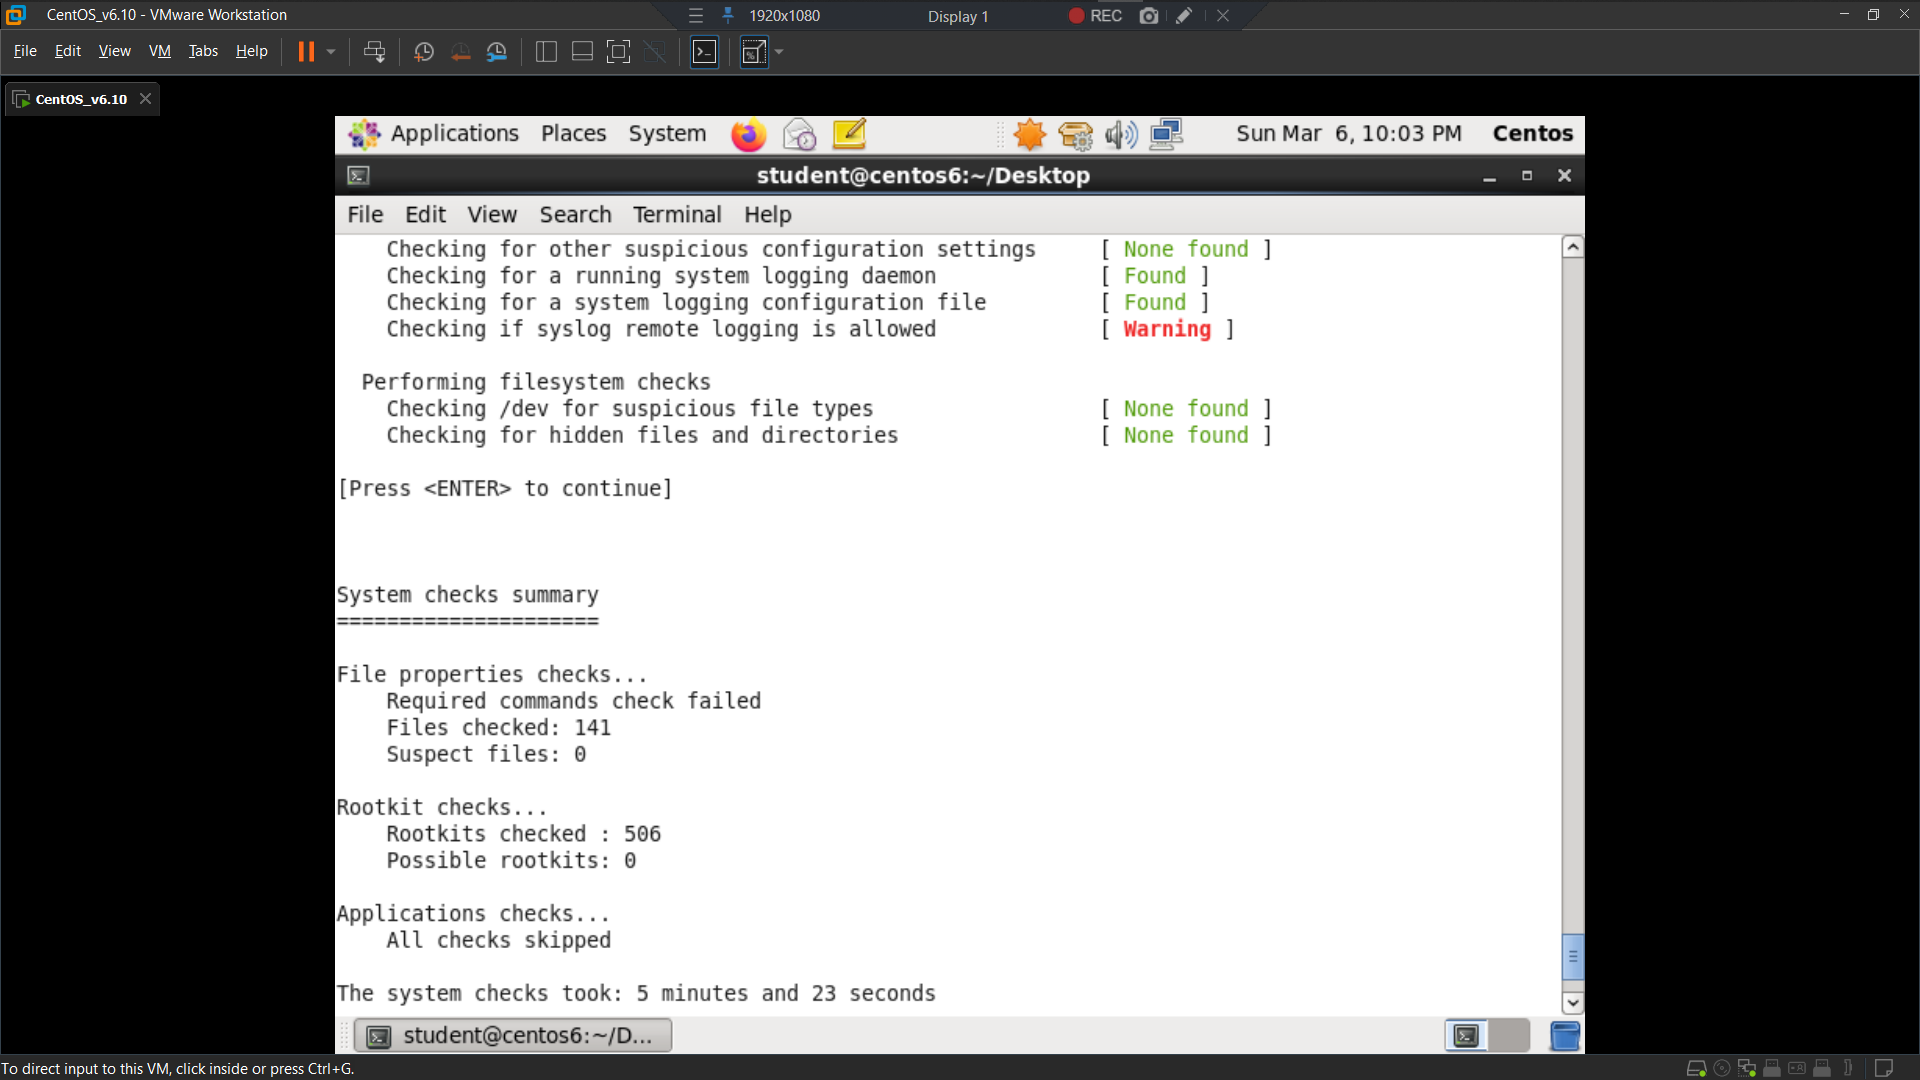 CentOS_v6.10 - VMware Workstation
1920x1080
Display 1
REC
File Edit View VM Tabs Help
CentOS_v6.10
Applications Places System
Sun Mar 6, 10:03 PM Centos
student@centos6:~/Desktop
File Edit View Search Terminal Help
Checking for other suspicious configuration settings [ None found ]
Checking for a running system logging daemon [ Found ]
Checking for a system logging configuration file [ Found ]
Checking if syslog remote logging is allowed [ Warning ]
Performing filesystem checks
Checking /dev for suspicious file types [ None found ]
Checking for hidden files and directories [ None found ]
[Press <ENTER> to continue]
System checks summary
=====================
File properties checks...
Required commands check failed
Files checked: 141
Suspect files: 0
Rootkit checks...
Rootkits checked : 506
Possible rootkits: 0
Applications checks...
All checks skipped
The system checks took: 5 minutes and 23 seconds
student@centos6:~/D...
To direct input to this VM, click inside or press Ctrl+G.